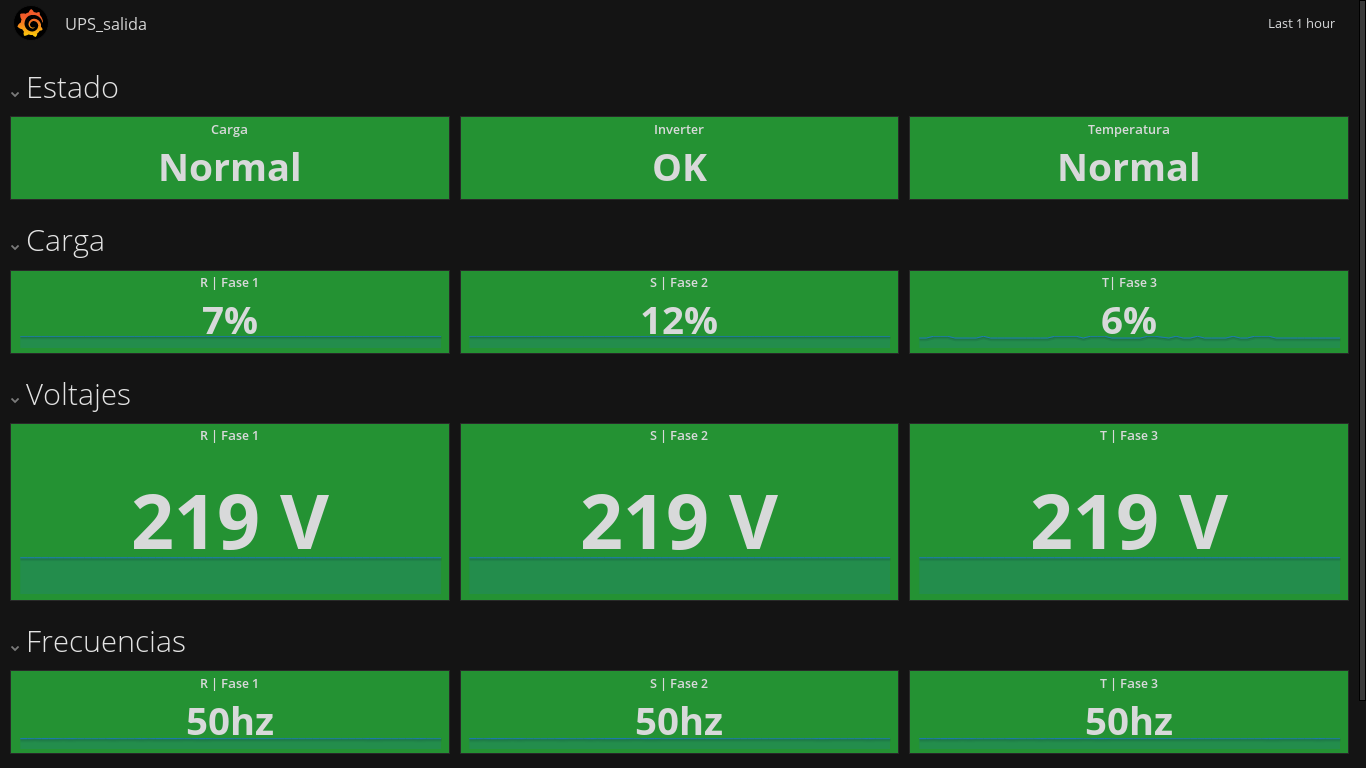 UPS_salida
Last 1 hour
Estado
Carga
Normal
Inverter
OK
Temperatura
Normal
Carga
R | Fase 1
7%
S | Fase 2
12%
T| Fase 3
6%
Voltajes
R | Fase 1
219 V
S | Fase 2
219 V
T | Fase 3
219 V
Frecuencias
R | Fase 1
50hz
S | Fase 2
50hz
T | Fase 3
50hz